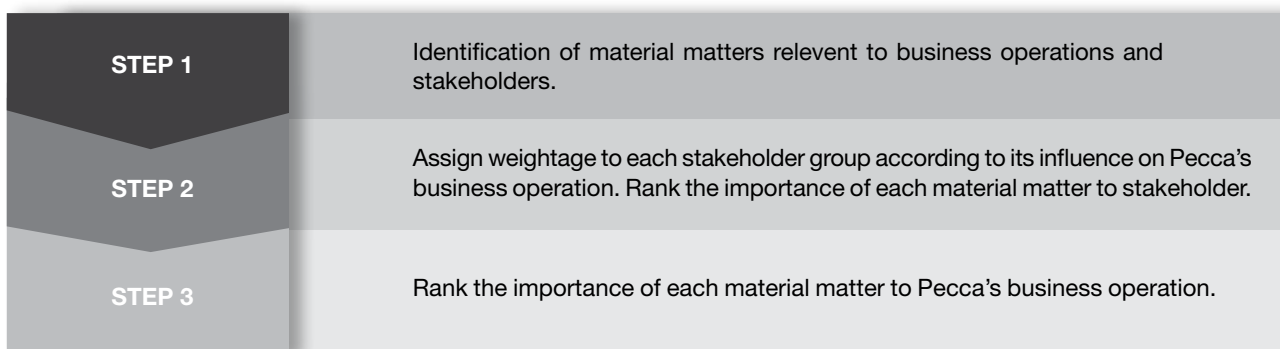 STEP 1
Identification of material matters relevent to business operations and
stakeholders.
STEP 2
Assign weightage to each stakeholder group according to its influence on Pecca's
business operation. Rank the importance of each material matter to stakeholder.
STEP 3
Rank the importance of each material matter to Pecca's business operation.